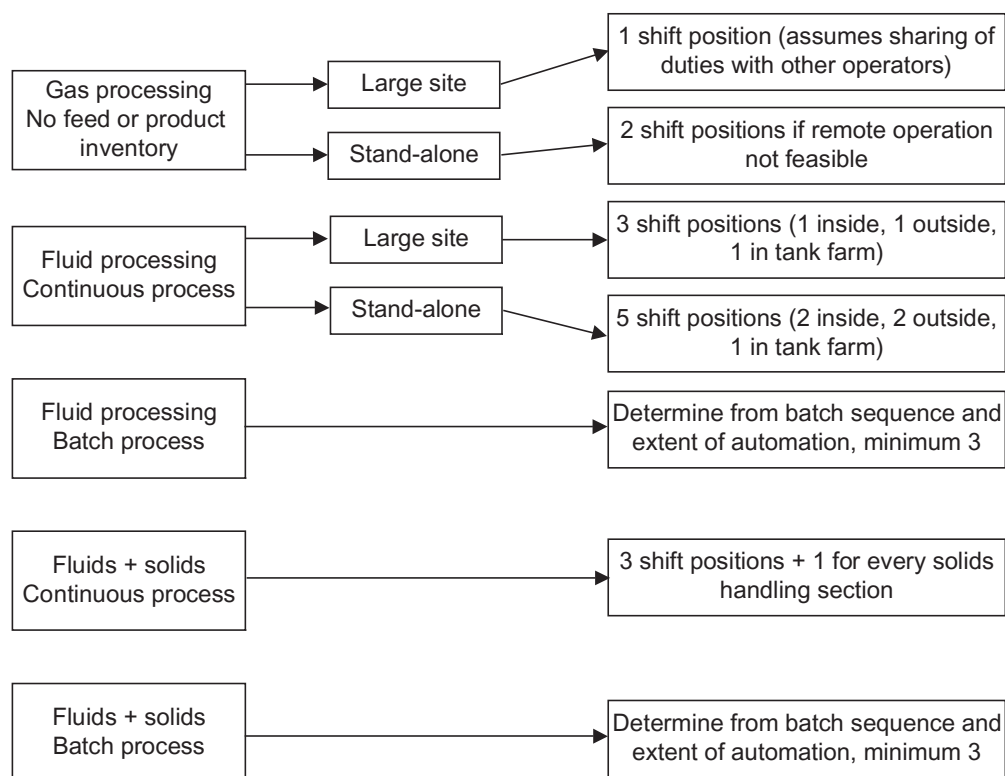 Gas processing
No feed or product
inventory
Large site
1 shift position (assumes sharing of
duties with other operators)
Stand-alone
2 shift positions if remote operation
not feasible
Fluid processing
Continuous process
Large site
3 shift positions (1 inside, 1 outside,
1 in tank farm)
Stand-alone
5 shift positions (2 inside, 2 outside,
1 in tank farm)
Fluid processing
Batch process
Determine from batch sequence and
extent of automation, minimum 3
Fluids + solids
Continuous process
3 shift positions + 1 for every solids
handling section
Fluids + solids
Batch process
Determine from batch sequence and
extent of automation, minimum 3